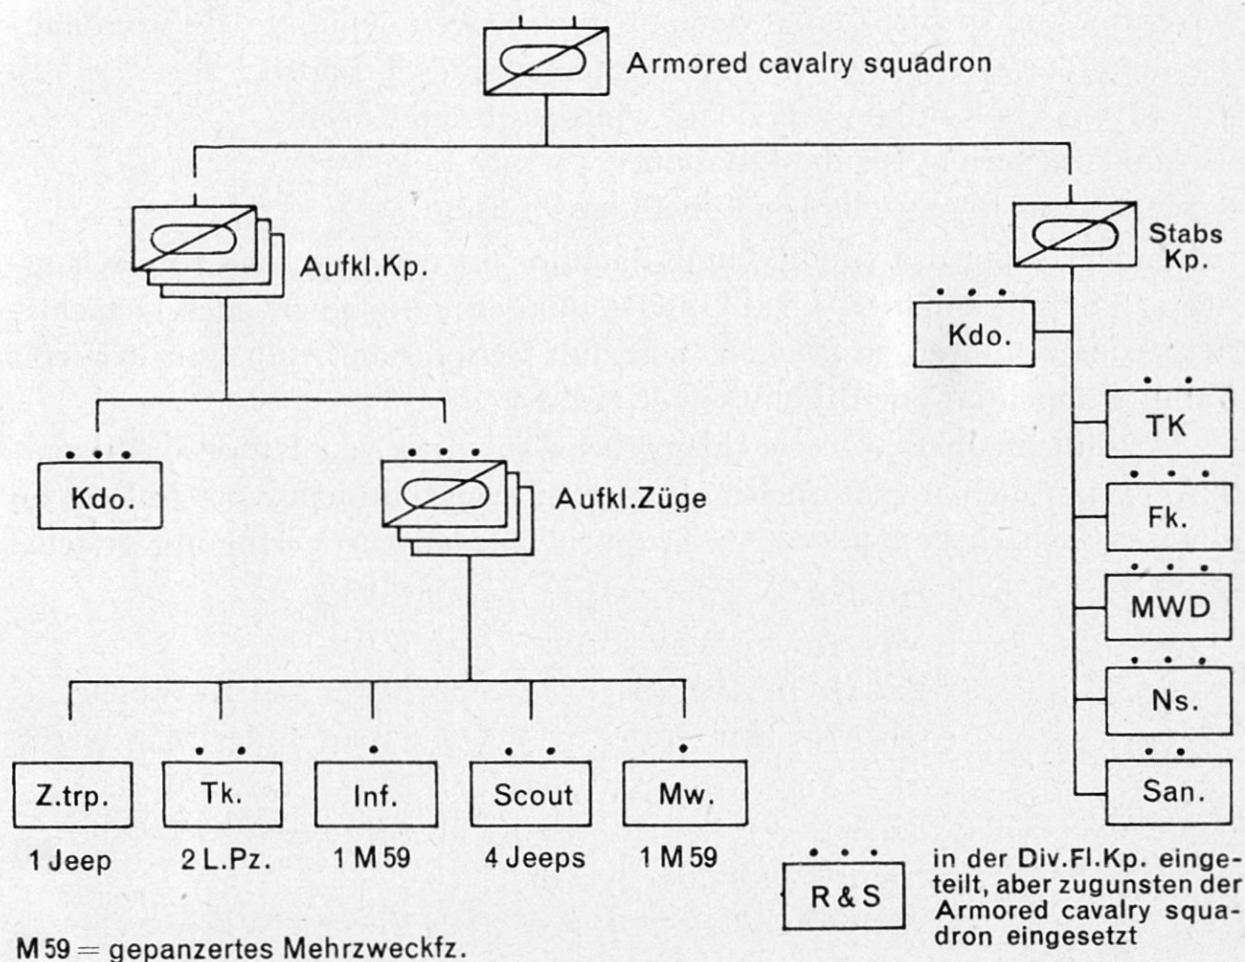 Armored cavalry squadron
Aufkl.Kp.
Stabs
Kp.
Kdo.
TK
Fk.
MWD
Ns.
San.
Kdo.
Aufkl.Züge
Z.trp.
Tk.
Inf.
Scout
Mw.
1 Jeep
2 L.Pz.
1 M 59
4 Jeeps
1 M 59
R & S
in der Div.Fl.Kp. einge-
teilt, aber zugunsten der
Armored cavalry squa-
dron eingesetzt
M 59 = gepanzertes Mehrzweckfz.